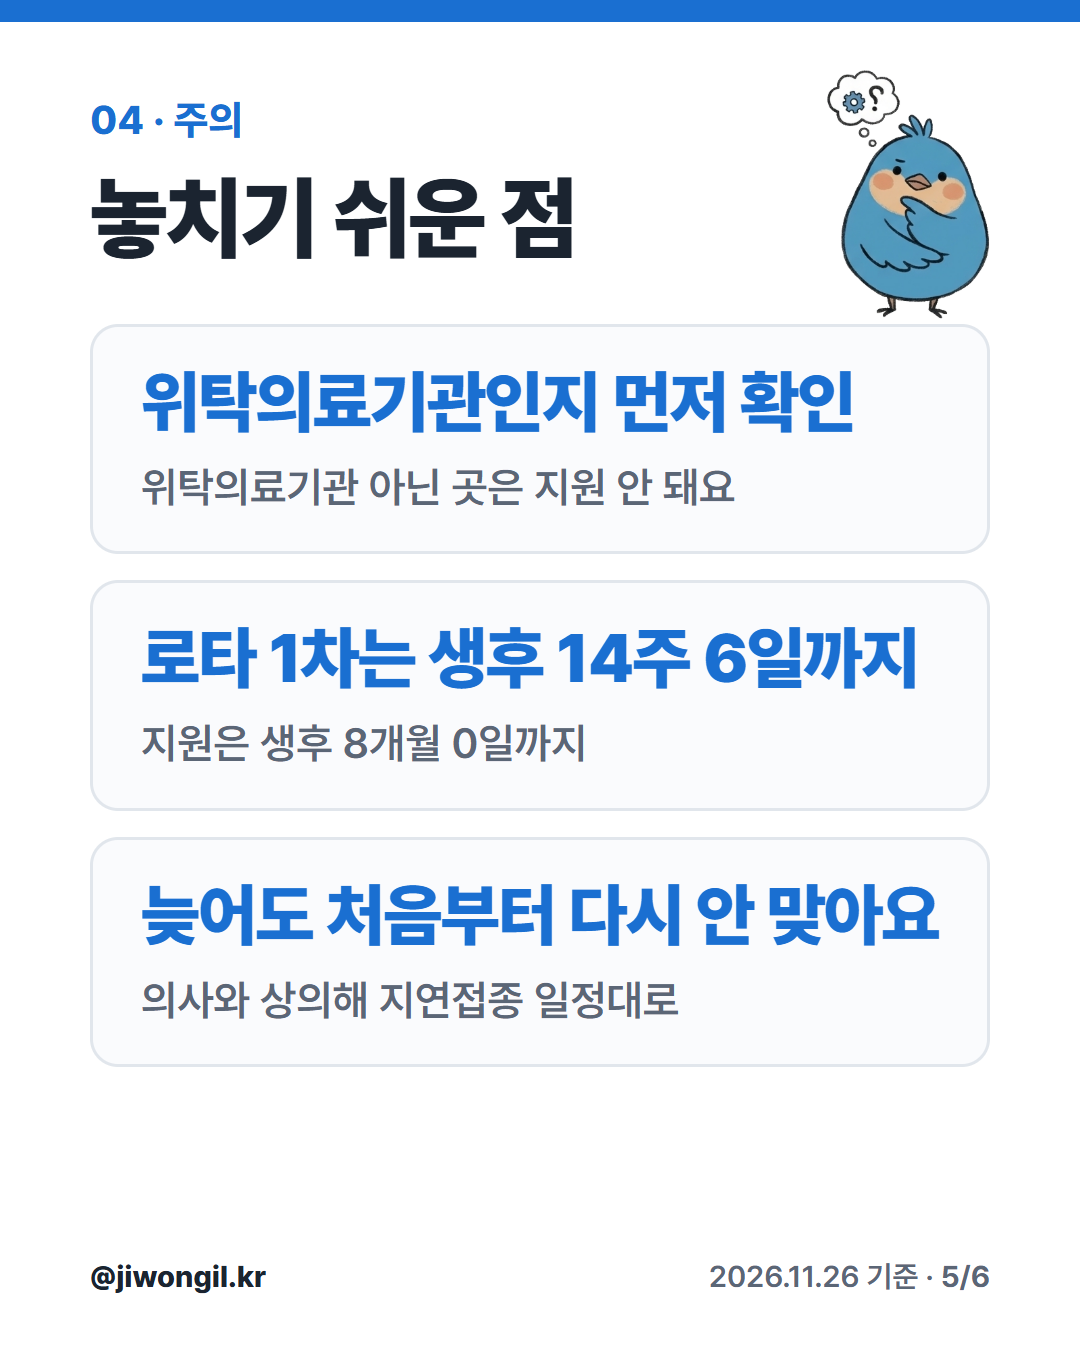 04 · 주의
놓치기 쉬운 점
위탁의료기관인지 먼저 확인
위탁의료기관 아닌 곳은 지원 안 돼요
로타 1차는 생후 14주 6일까지
지원은 생후 8개월 0일까지
늦어도 처음부터 다시 안 맞아요
의사와 상의해 지연접종 일정대로
@jiwongil.kr
2026.11.26 기준 · 5/6